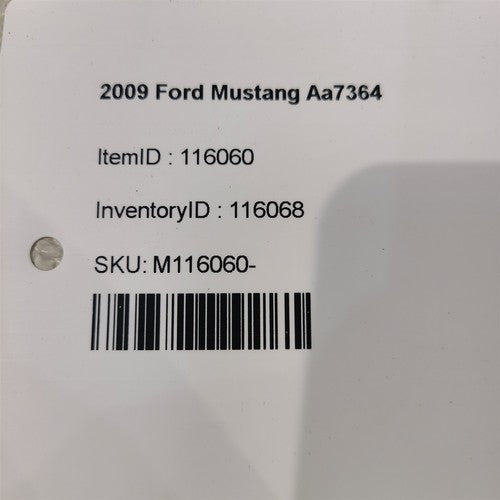 2009 Ford Mustang Aa7364
ItemID : 116060
InventoryID : 116068
SKU: M116060-